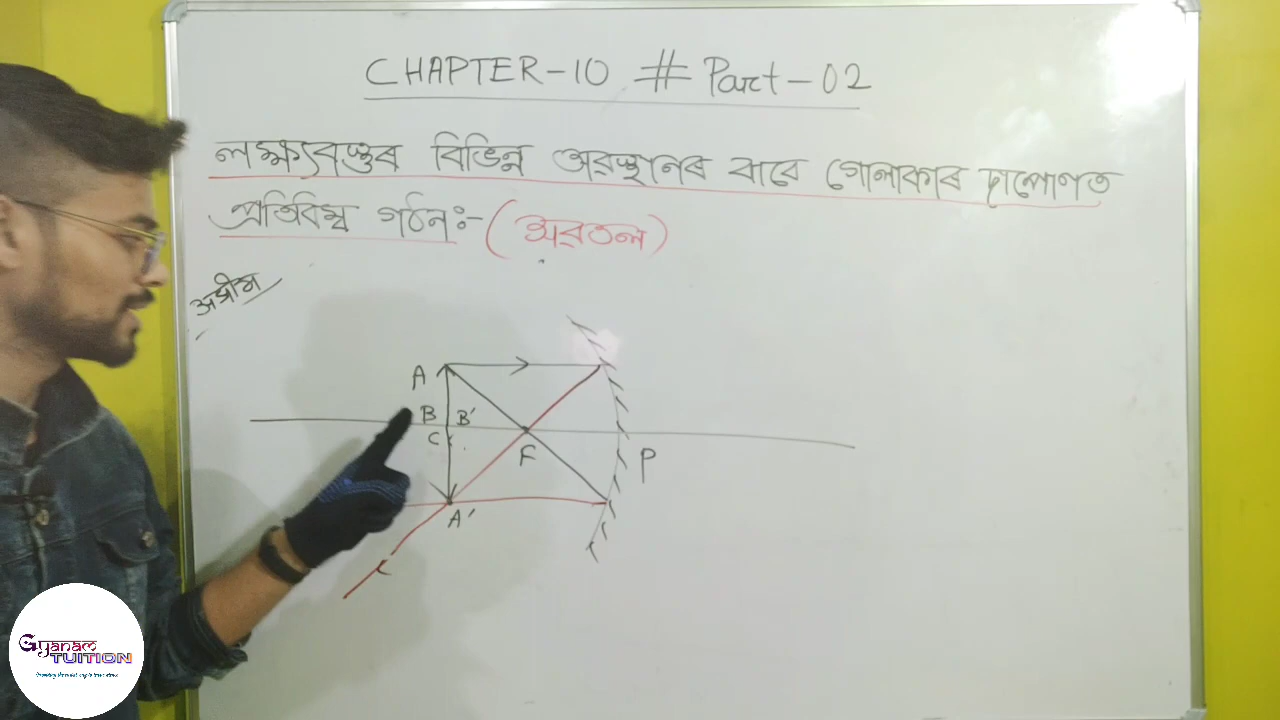 CHAPTER-10 # Part-02
লক্ষ্যবস্তুৰ বিভিন্ন অৱস্থানৰ বাবে গোলাকাৰ দাপোণত
প্ৰতিবিম্ব গঠন:- (অৱতল)
অসীম
A
B B'
C
F
P
A'
Gyanam
TUITION